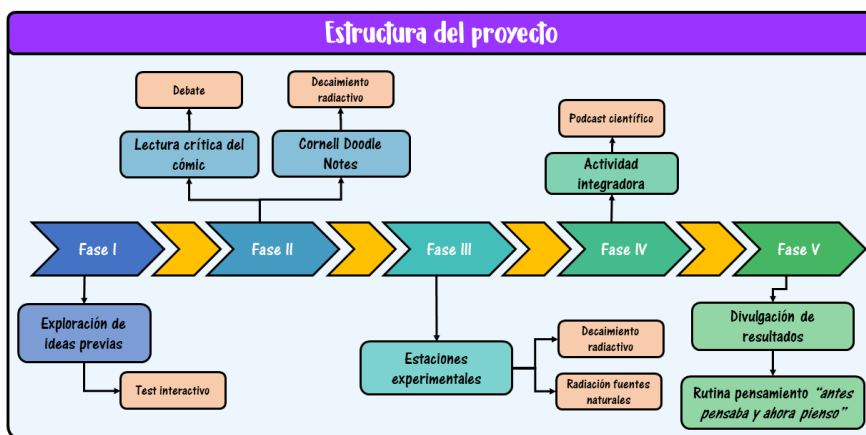 Estructura del proyecto
Debate
Decaimiento
radiactivo
Lectura crítica del
cómic
Cornell Doodle
Notes
Podcast científico
Actividad
integradora
Fase I
Fase II
Fase III
Fase IV
Fase V
Exploración de
ideas previas
Test interactivo
Estaciones
experimentales
Decaimiento
radiactivo
Radiación fuentes
naturales
Divulgación de
resultados
Rutina pensamiento “antes
pensaba y ahora pienso”